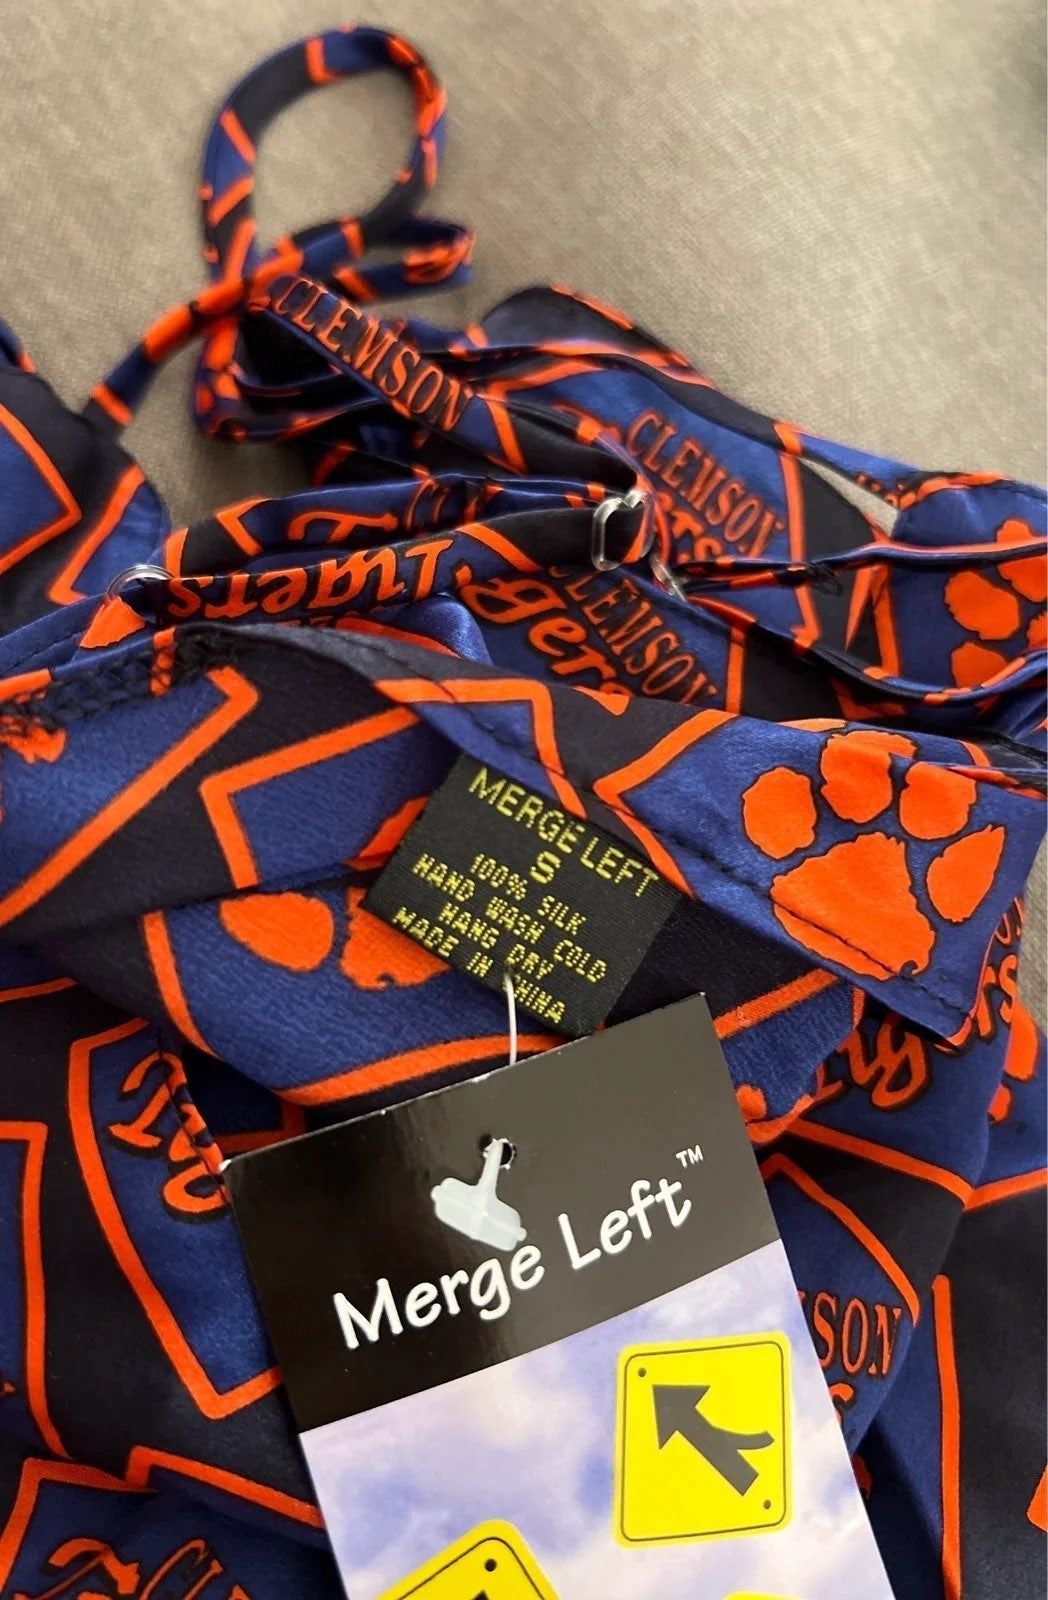 CLEMSON
CLEMSON
Tigers
CLEMSON
Tigers
MERGE LEFT
S
100% SILK
HAND WASH COLD
HANG DRY
MADE IN CHINA
Merge Left™